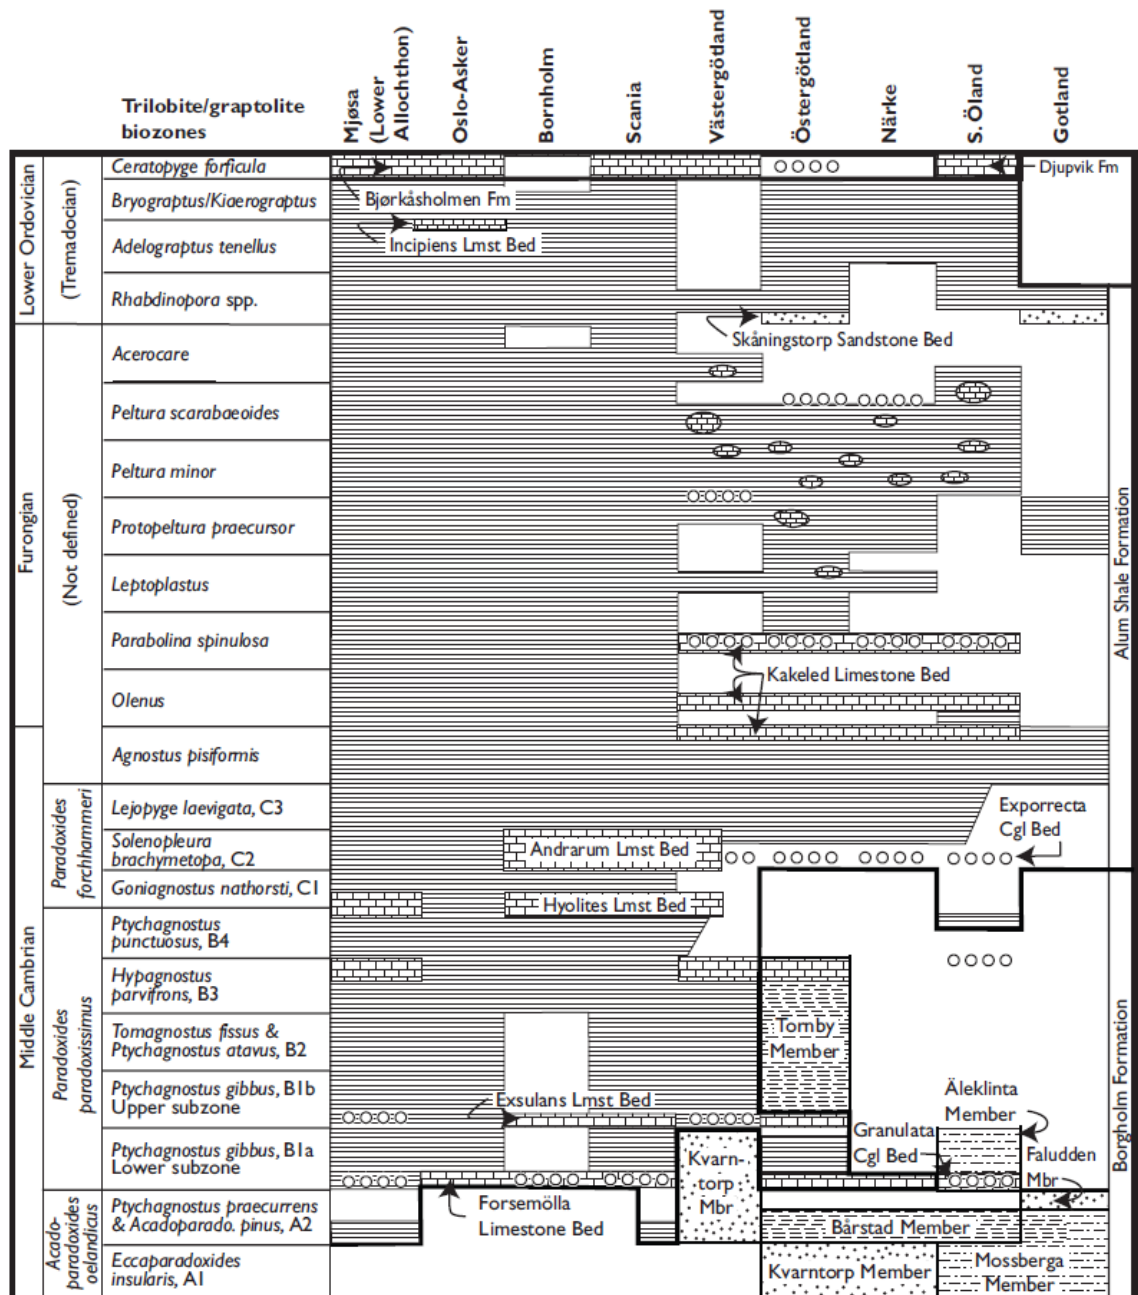 Trilobite/graptolite
biozones
Mjøsa
(Lower
Allochthon)
Oslo-Asker
Bornholm
Scania
Västergötland
Östergötland
Närke
S. Öland
Gotland
Lower Ordovician
(Tremadocian)
Ceratopyge forficula
Djupvik Fm
Bryograptus/Kiaerograptus
Bjørkåsholmen Fm
Adelograptus tenellus
Incipiens Lmst Bed
Rhabdinopora spp.
Skåningstorp Sandstone Bed
Furongian
(Not defined)
Acerocare
Peltura scarabaeoides
Peltura minor
Protopeltura praecursor
Leptoplastus
Parabolina spinulosa
Kakeled Limestone Bed
Olenus
Alum Shale Formation
Middle Cambrian
Agnostus pisiformis
Paradoxides
forchhammeri
Lejopyge laevigata, C3
Exporrecta
Cgl Bed
Solenopleura
brachymetopa, C2
Andrarum Lmst Bed
Goniagnostus nathorsti, C1
Hyolites Lmst Bed
Paradoxides
paradoxissimus
Ptychagnostus
punctuosus, B4
Hypagnostus
parvifrons, B3
Tomagnostus fissus &
Ptychagnostus atavus, B2
Tornby
Member
Ptychagnostus gibbus, B1b
Upper subzone
Exsulans Lmst Bed
Äleklinta
Member
Ptychagnostus gibbus, B1a
Lower subzone
Kvarn-
torp
Mbr
Granulata
Cgl Bed
Faludden
Mbr
Borgholm Formation
Acado-
paradoxides
oelandicus
Ptychagnostus praecurrens
& Acadoparado. pinus, A2
Forsemölla
Limestone Bed
Bårstad Member
Eccaparadoxides
insularis, A1
Kvarntorp Member
Mossberga
Member